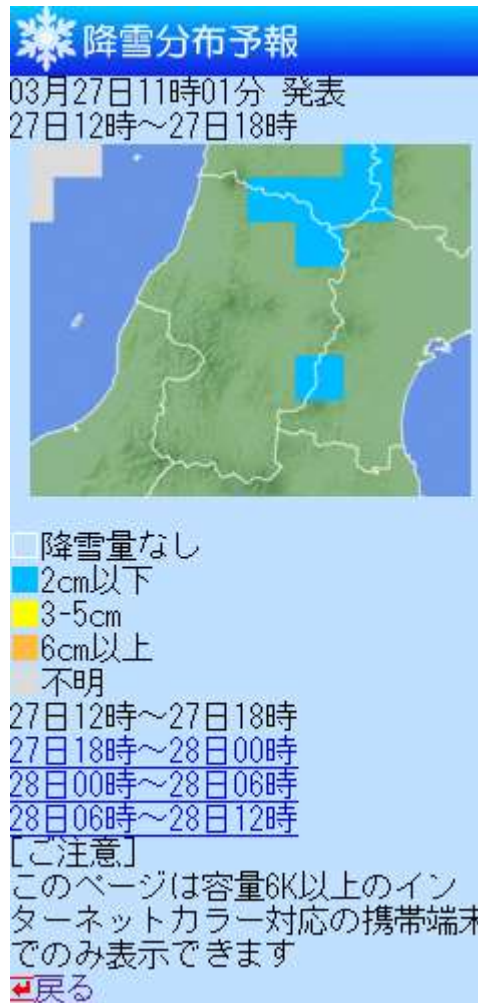 降雪分布予報
03月27日11時01分 発表
27日12時～27日18時
降雪量なし
2cm以下
3-5cm
6cm以上
不明
27日12時～27日18時
27日18時～28日00時
28日00時～28日06時
28日06時～28日12時
[ご注意]
このページは容量6K以上のイン
ターネットカラー対応の携帯端末
でのみ表示できます
戻る